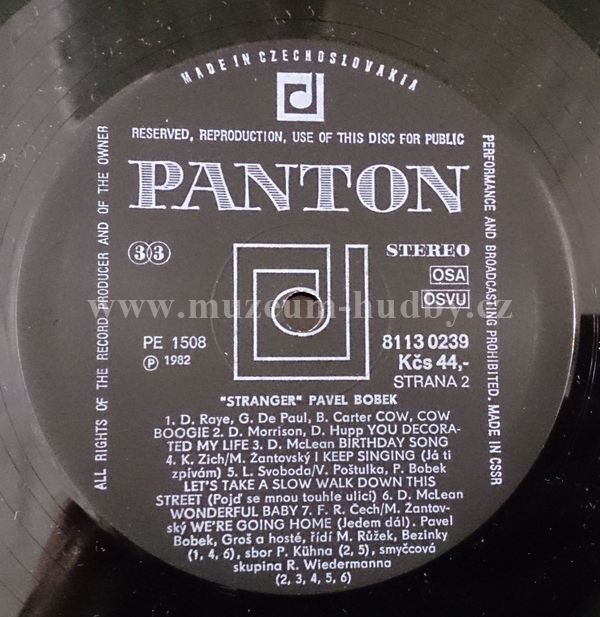 MADE IN CZECHOSLOVAKIA
RESERVED, REPRODUCTION, USE OF THIS DISC FOR PUBLIC
PERFORMANCE AND BROADCASTING PROHIBITED. MADE IN CSSR
ALL RIGHTS OF THE RECORD PRODUCER AND OF THE OWNER
PANTON
33
STEREO
OSA
OSVU
www.muzeum-hudby.cz
PE 1508
Ⓟ 1982
8113 0239
Kčs 44,-
STRANA 2
"STRANGER" PAVEL BOBEK
1. D. Raye, G. De Paul, B. Carter COW, COW
BOOGIE 2. D. Morrison, D. Hupp YOU DECORA-
TED MY LIFE 3. D. McLean BIRTHDAY SONG
4. K. Zich/M. Žantovský I KEEP SINGING (Já ti
zpívám) 5. L. Svoboda/V. Poštulka, P. Bobek
LET'S TAKE A SLOW WALK DOWN THIS
STREET (Pojď se mnou touhle ulicí) 6. D. McLean
WONDERFUL BABY 7. F. R. Čech/M. Žantov-
ský WE'RE GOING HOME (Jedem dál). Pavel
Bobek, Groš a hosté, řídí M. Růžek, Bezinky
(1, 4, 6), sbor P. Kühna (2, 5), smyčcová
skupina R. Wiedermanna
(2, 3, 4, 5, 6)